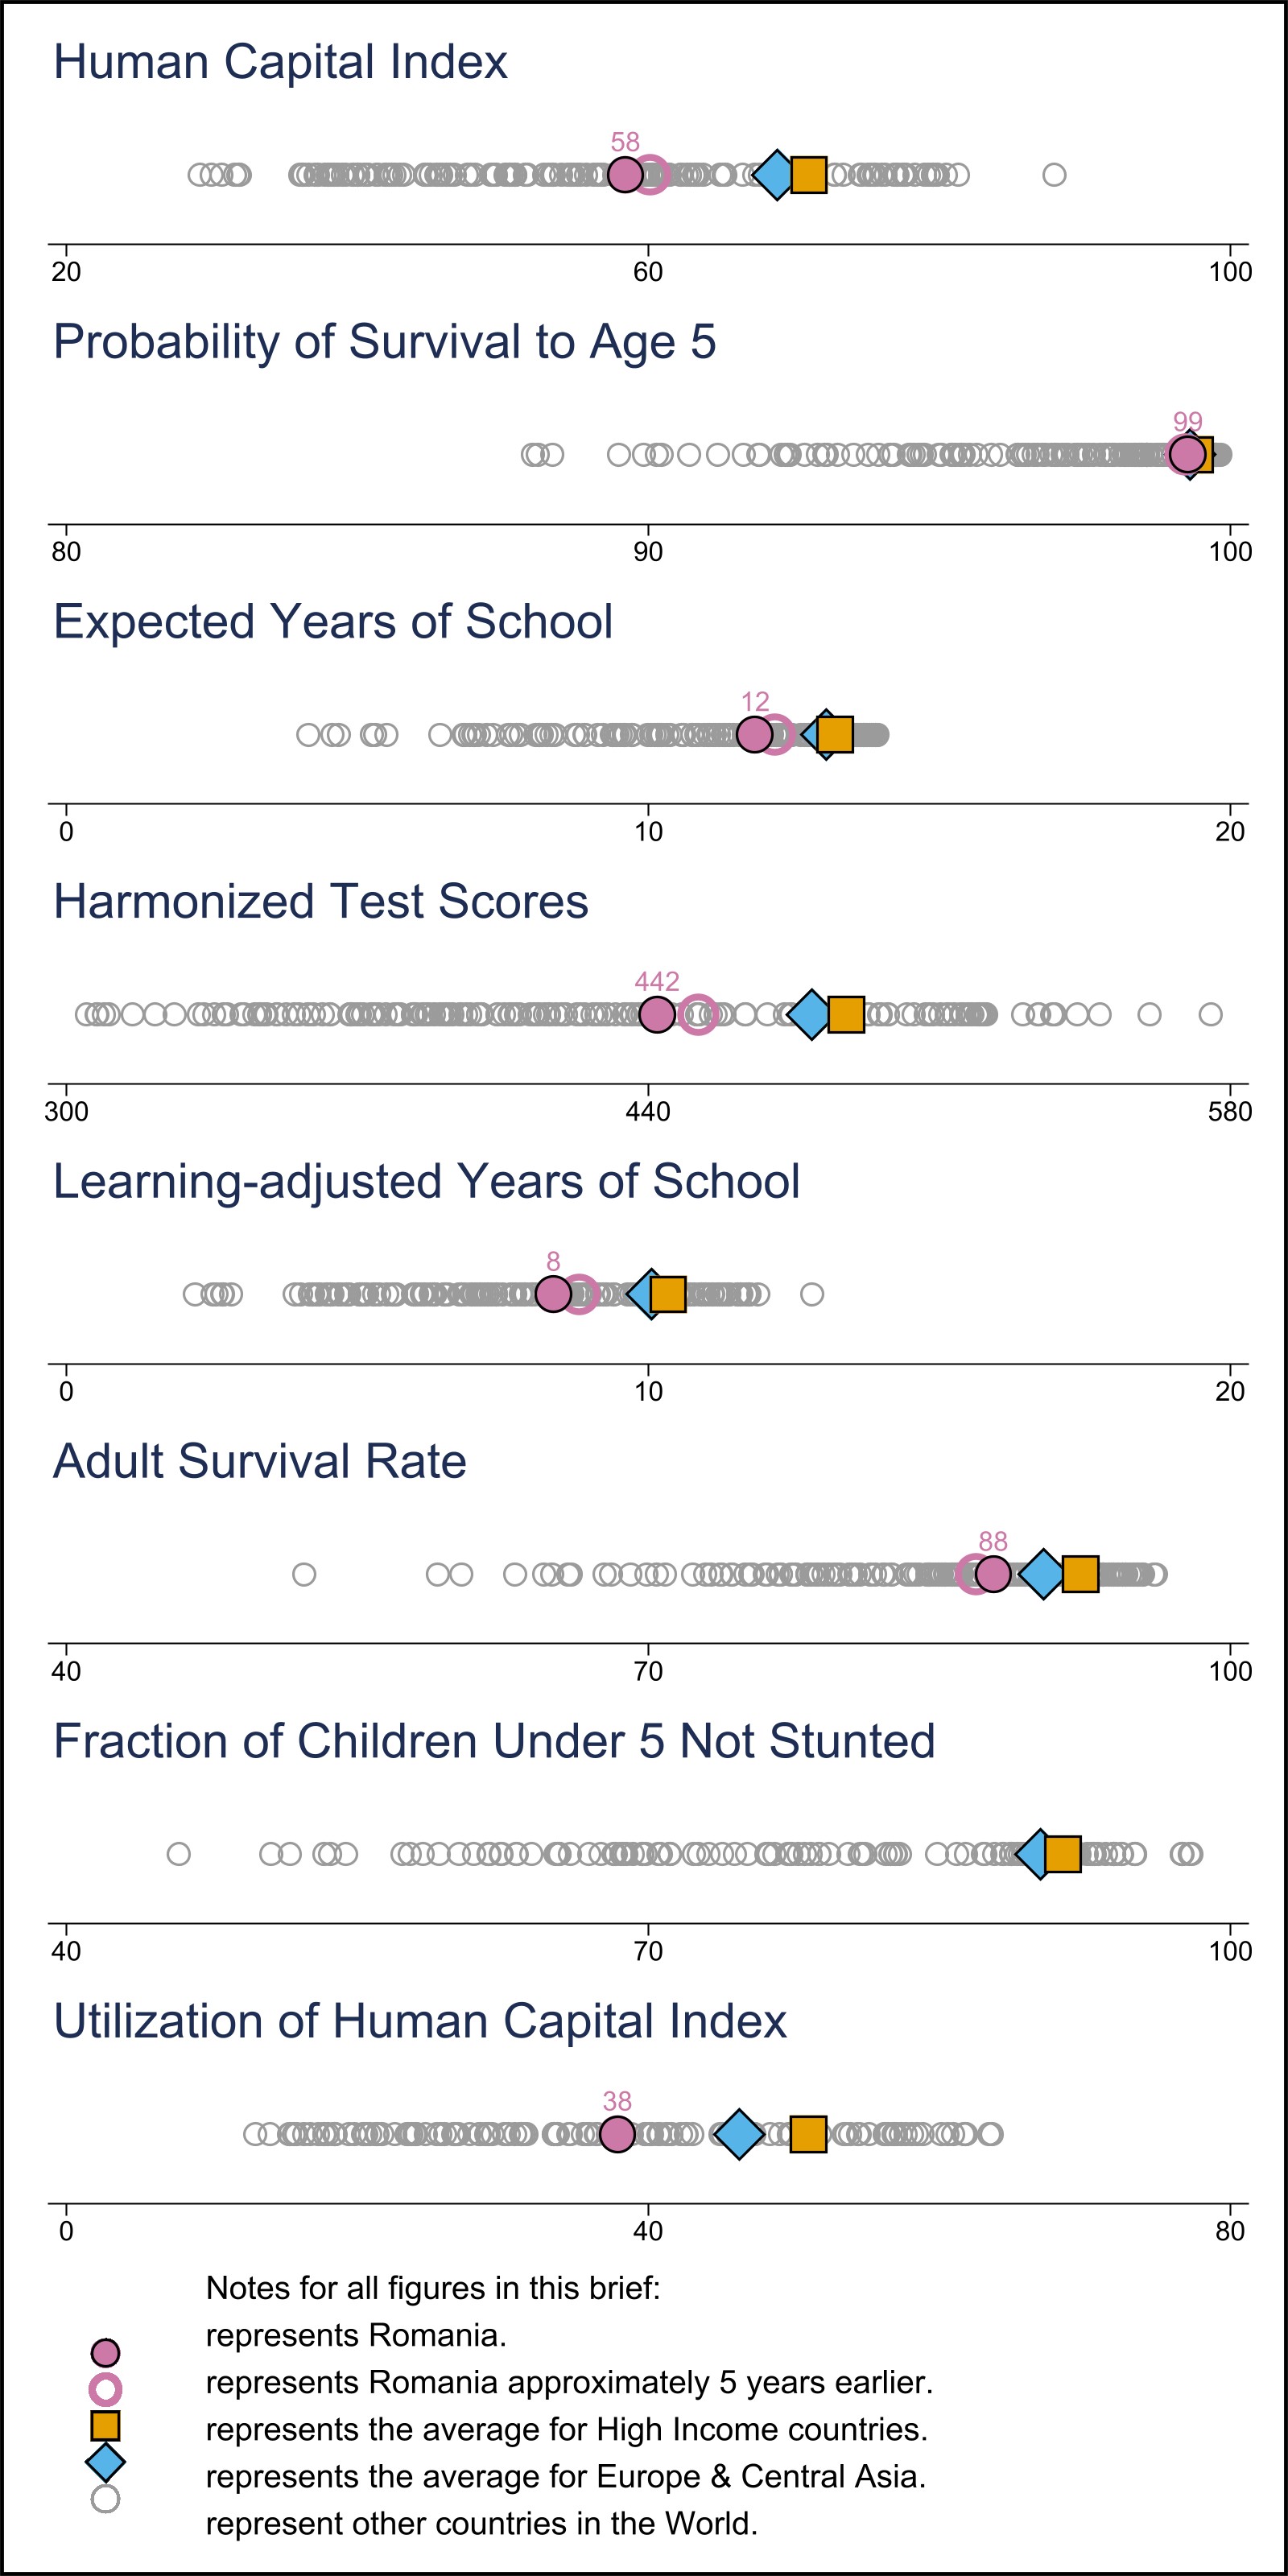 Human Capital Index
58
20 60 100
Probability of Survival to Age 5
99
80 90 100
Expected Years of School
12
0 10 20
Harmonized Test Scores
442
300 440 580
Learning-adjusted Years of School
8
0 10 20
Adult Survival Rate
88
40 70 100
Fraction of Children Under 5 Not Stunted
40 70 100
Utilization of Human Capital Index
38
0 40 80
Notes for all figures in this brief:
represents Romania.
represents Romania approximately 5 years earlier.
represents the average for High Income countries.
represents the average for Europe & Central Asia.
represent other countries in the World.